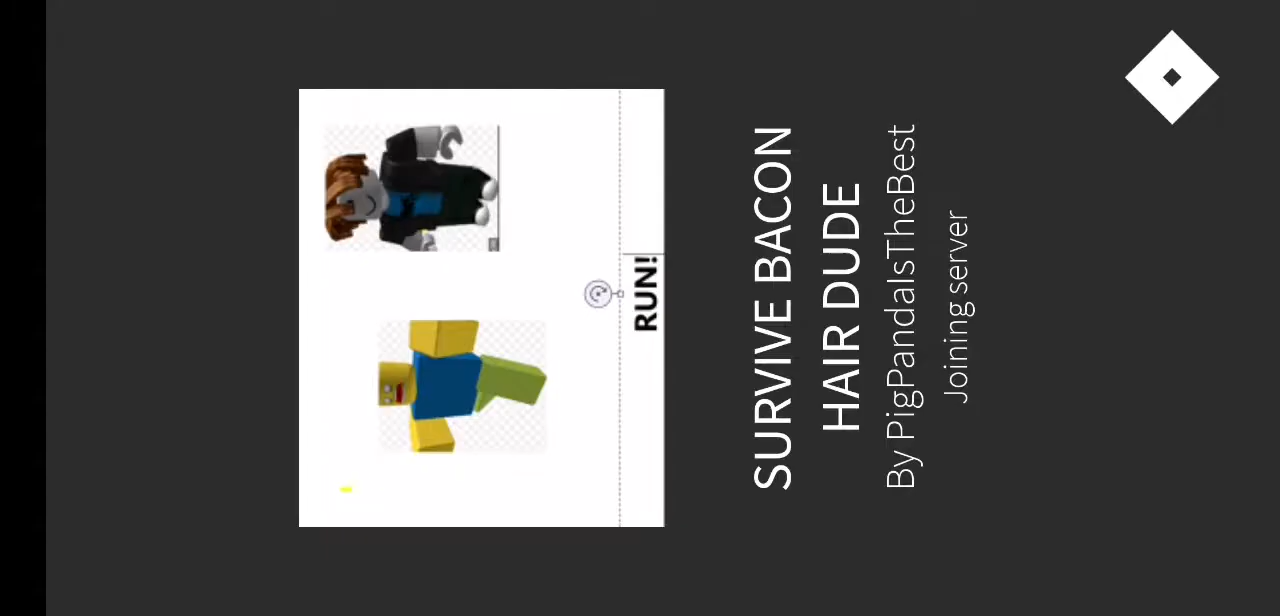 RUN!
SURVIVE BACON
HAIR DUDE
By PigPandaIsTheBest
Joining server